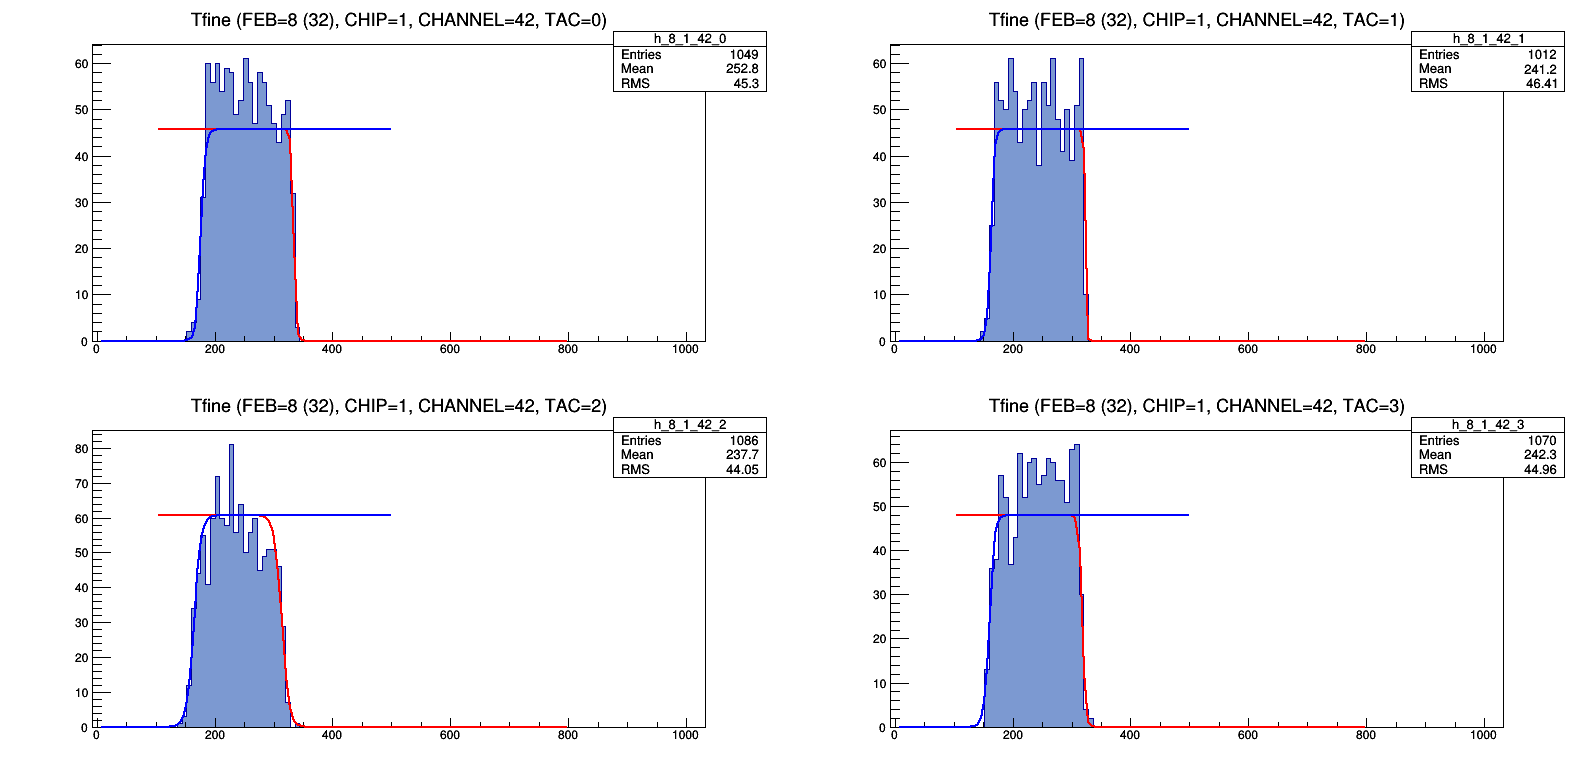 Tfine (FEB=8 (32), CHIP=1, CHANNEL=42, TAC=0)
h_8_1_42_0
Entries 1049
Mean 252.8
RMS 45.3
60
50
40
30
20
10
0
0 200 400 600 800 1000
Tfine (FEB=8 (32), CHIP=1, CHANNEL=42, TAC=1)
h_8_1_42_1
Entries 1012
Mean 241.2
RMS 46.41
60
50
40
30
20
10
0
0 200 400 600 800 1000
Tfine (FEB=8 (32), CHIP=1, CHANNEL=42, TAC=2)
h_8_1_42_2
Entries 1086
Mean 237.7
RMS 44.05
80
70
60
50
40
30
20
10
0
0 200 400 600 800 1000
Tfine (FEB=8 (32), CHIP=1, CHANNEL=42, TAC=3)
h_8_1_42_3
Entries 1070
Mean 242.3
RMS 44.96
60
50
40
30
20
10
0
0 200 400 600 800 1000